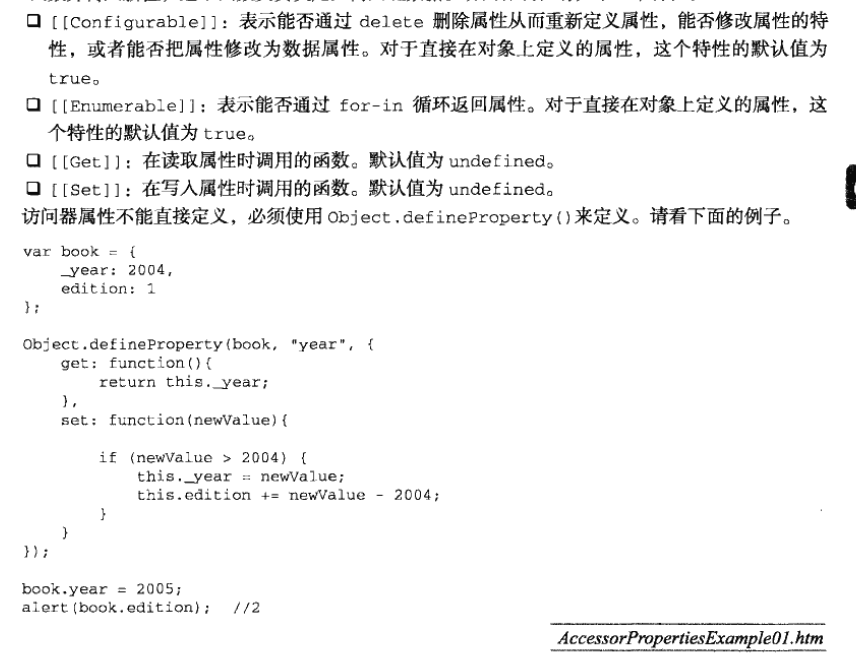 [[Configurable]]：表示能否通过 delete 删除属性从而重新定义属性，能否修改属性的特
性，或者能否把属性修改为数据属性。对于直接在对象上定义的属性，这个特性的默认值为
true。
[[Enumerable]]：表示能否通过 for-in 循环返回属性。对于直接在对象上定义的属性，这
个特性的默认值为 true。
[[Get]]：在读取属性时调用的函数。默认值为 undefined。
[[Set]]：在写入属性时调用的函数。默认值为 undefined。
访问器属性不能直接定义，必须使用 Object.defineProperty()来定义。请看下面的例子。
var book = {
    _year: 2004,
    edition: 1
};
Object.defineProperty(book, "year", {
    get: function(){
        return this._year;
    },
    set: function(newValue){
        if (newValue > 2004) {
            this._year = newValue;
            this.edition += newValue - 2004;
        }
    }
});
book.year = 2005;
alert(book.edition);  //2
AccessorPropertiesExample01.htm